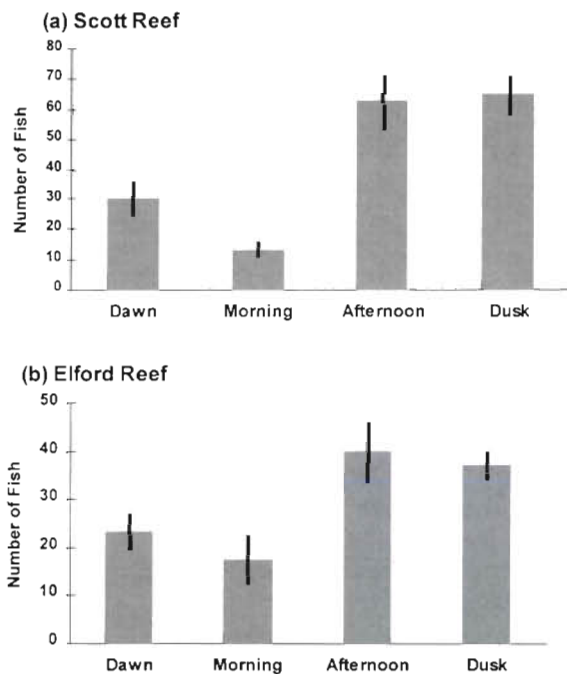 (a) Scott Reef
Number of Fish
80
70
60
50
40
30
20
10
0
Dawn Morning Afternoon Dusk
(b) Elford Reef
Number of Fish
50
40
30
20
10
0
Dawn Morning Afternoon Dusk